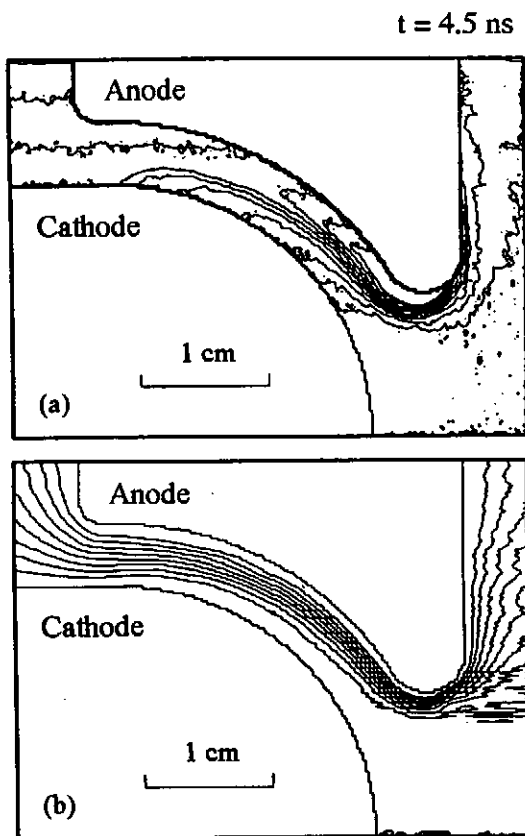 t = 4.5 ns
Anode
Cathode
1 cm
(a)
Anode
Cathode
1 cm
(b)